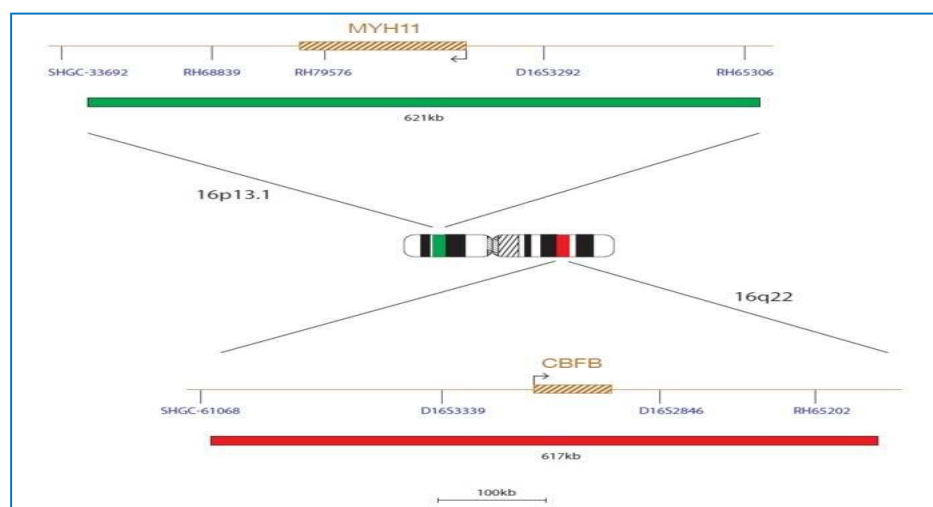 MYH11
SHGC-33692 RH68839 RH79576 D16S3292 RH65306
621kb
16p13.1
16q22
CBFB
SHGC-61068 D16S3339 D16S2846 RH65202
617kb
100kb